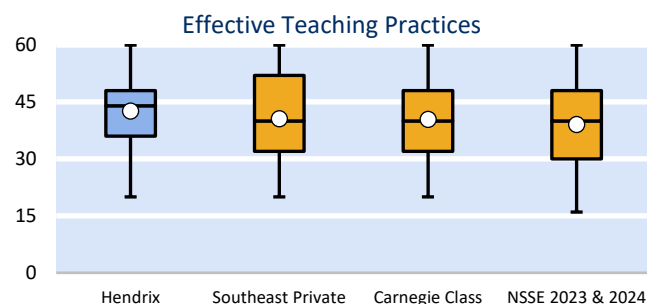 Effective Teaching Practices
60
45
30
15
0
Hendrix Southeast Private Carnegie Class NSSE 2023 & 2024